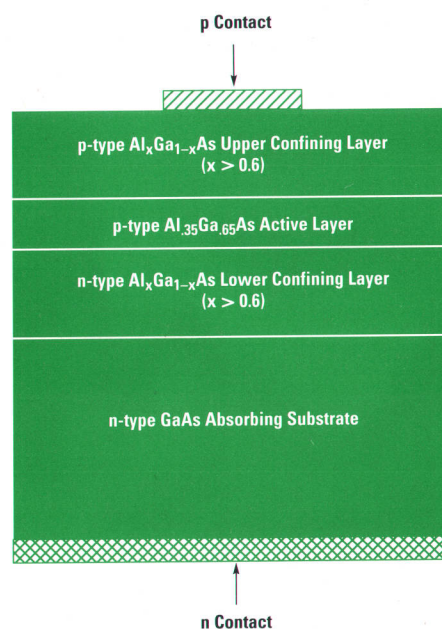 p Contact
p-type AlₓGa₁₋ₓAs Upper Confining Layer
(x > 0.6)
p-type Al.₃₅Ga.₆₅As Active Layer
n-type AlₓGa₁₋ₓAs Lower Confining Layer
(x > 0.6)
n-type GaAs Absorbing Substrate
n Contact